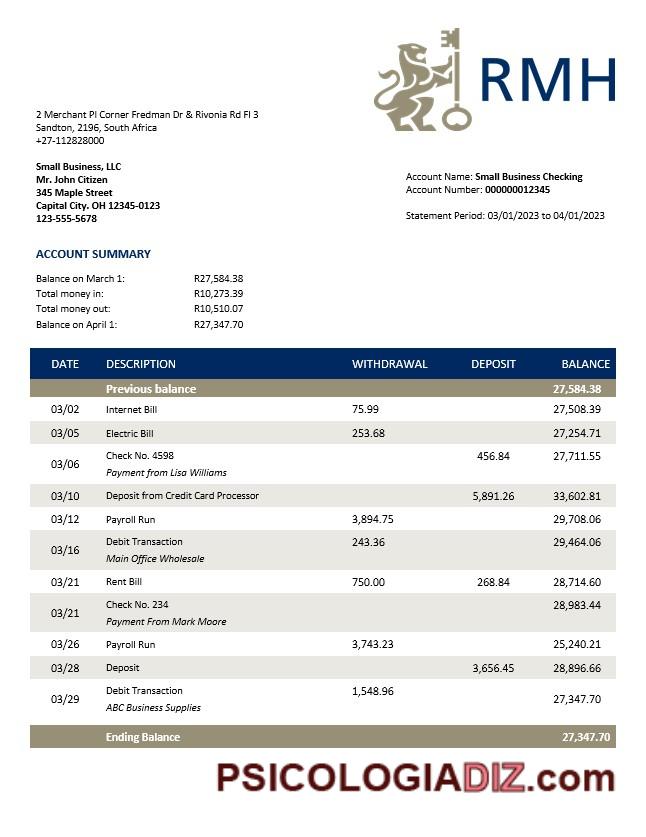 RMH
2 Merchant Pl Corner Fredman Dr & Rivonia Rd Fl 3
Sandton, 2196, South Africa
+27-112828000
Small Business, LLC
Mr. John Citizen
345 Maple Street
Capital City. OH 12345-0123
123-555-5678
Account Name: Small Business Checking
Account Number: 000000012345
Statement Period: 03/01/2023 to 04/01/2023
ACCOUNT SUMMARY
Balance on March 1: R27,584.38
Total money in: R10,273.39
Total money out: R10,510.07
Balance on April 1: R27,347.70
DATE DESCRIPTION WITHDRAWAL DEPOSIT BALANCE
Previous balance 27,584.38
03/02 Internet Bill 75.99 27,508.39
03/05 Electric Bill 253.68 27,254.71
03/06 Check No. 4598 456.84 27,711.55
Payment from Lisa Williams
03/10 Deposit from Credit Card Processor 5,891.26 33,602.81
03/12 Payroll Run 3,894.75 29,708.06
03/16 Debit Transaction 243.36 29,464.06
Main Office Wholesale
03/21 Rent Bill 750.00 268.84 28,714.60
03/21 Check No. 234 28,983.44
Payment From Mark Moore
03/26 Payroll Run 3,743.23 25,240.21
03/28 Deposit 3,656.45 28,896.66
03/29 Debit Transaction 1,548.96 27,347.70
ABC Business Supplies
Ending Balance 27,347.70
PSICOLOGIADIZ.com